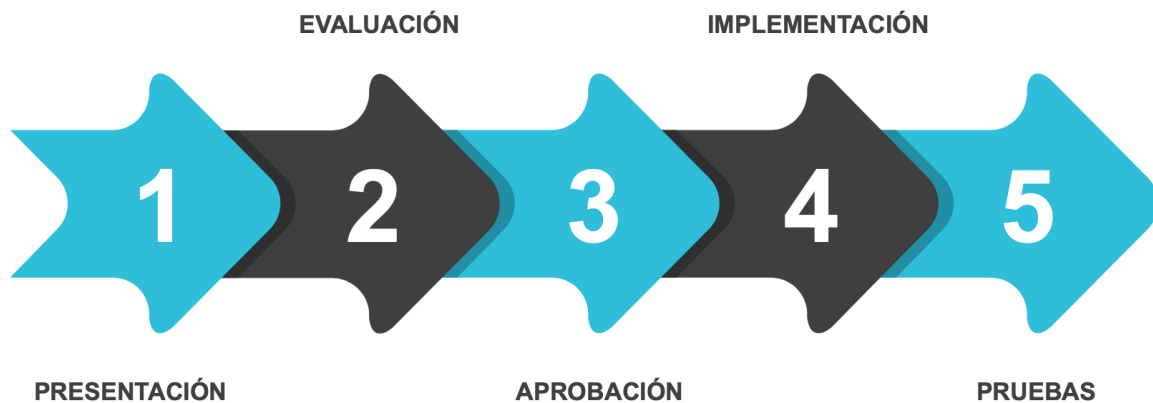 EVALUACIÓN IMPLEMENTACIÓN
1 2 3 4 5
PRESENTACIÓN APROBACIÓN PRUEBAS